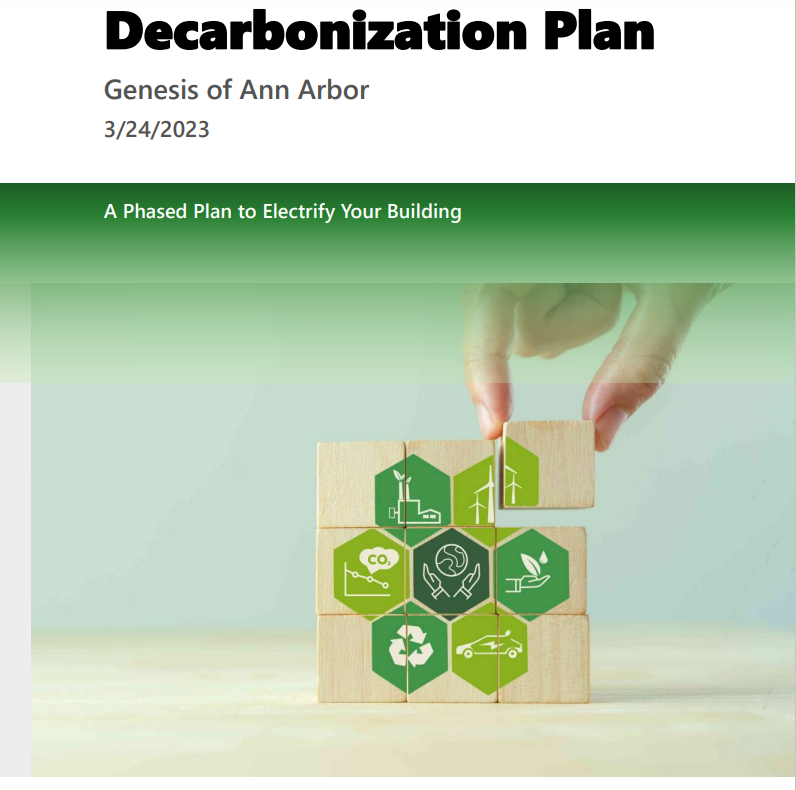 Decarbonization Plan
Genesis of Ann Arbor
3/24/2023
A Phased Plan to Electrify Your Building
CO₂